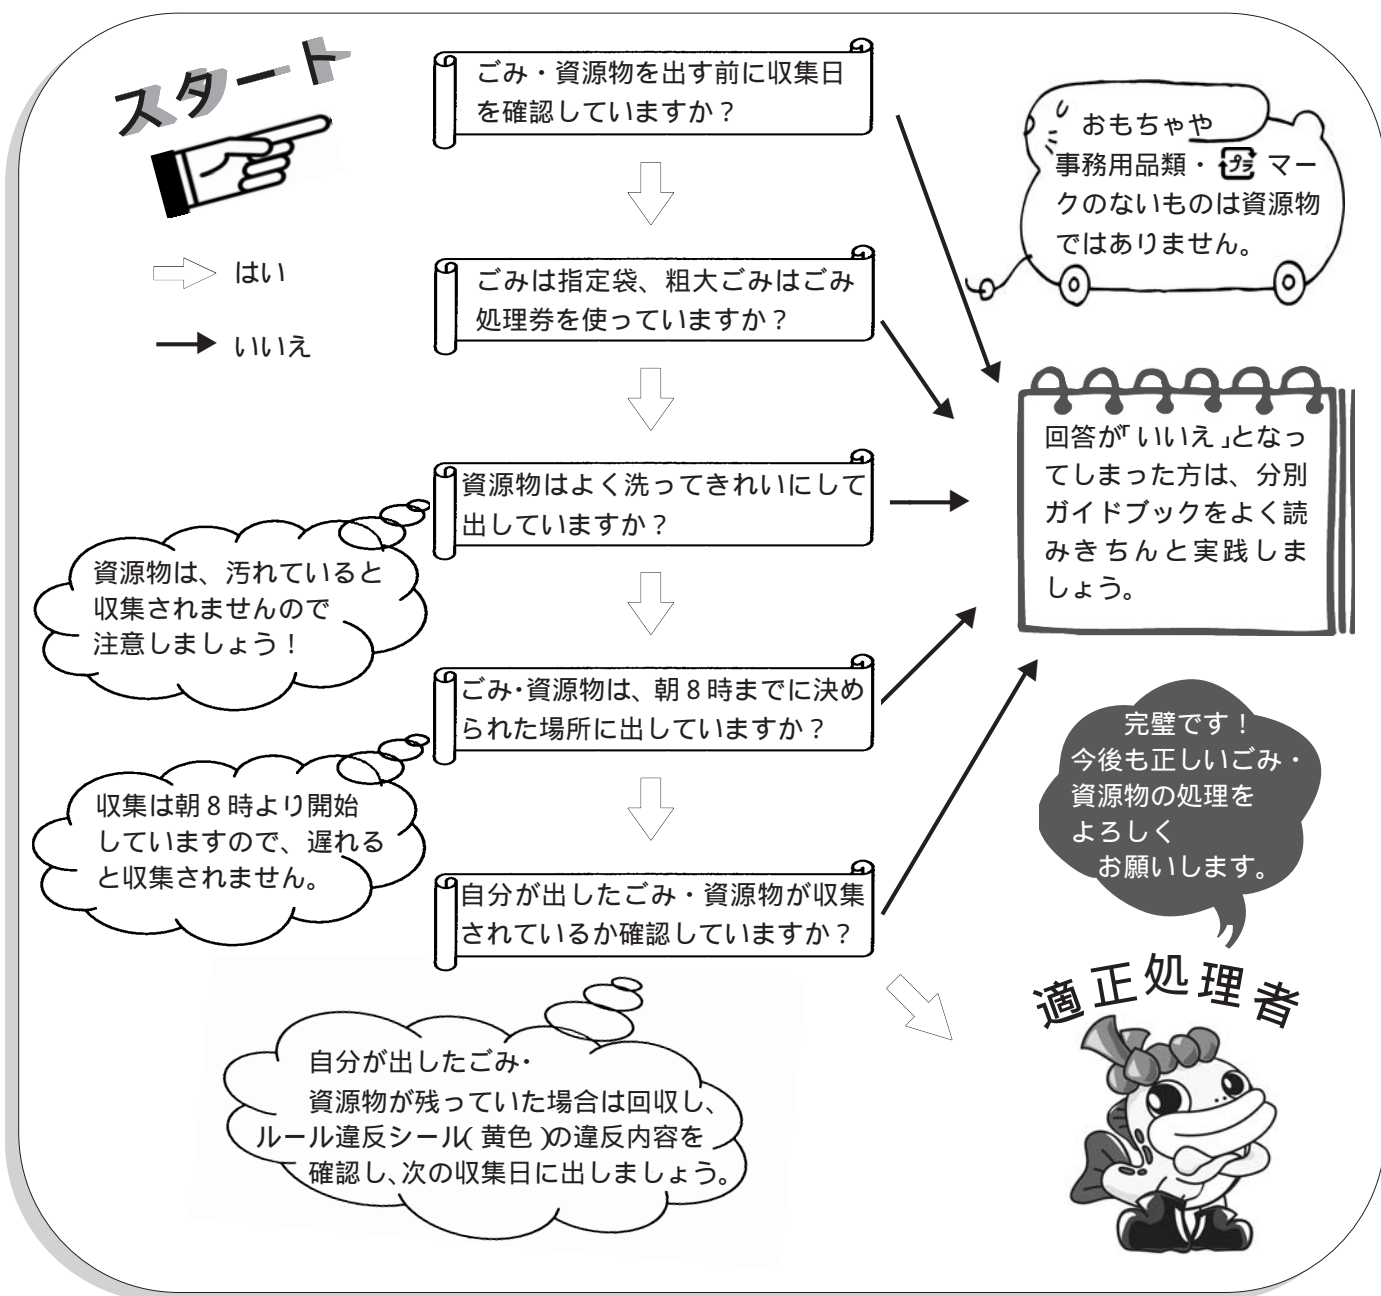 スタート
ごみ・資源物を出す前に収集日
を確認していますか？
おもちゃや
事務用品類・プラマー
クのないものは資源物
ではありません。
はい
いいえ
ごみは指定袋、粗大ごみはごみ
処理券を使っていますか？
回答が「いいえ」となっ
てしまった方は、分別
ガイドブックをよく読
みきちんと実践しま
しょう。
資源物はよく洗ってきれいにして
出していますか？
資源物は、汚れていると
収集されませんので
注意しましょう！
ごみ・資源物は、朝８時までに決め
られた場所に出していますか？
収集は朝８時より開始
していますので、遅れる
と収集されません。
自分が出したごみ・資源物が収集
されているか確認していますか？
完璧です！
今後も正しいごみ・
資源物の処理を
よろしく
お願いします。
適正処理者
自分が出したごみ・
資源物が残っていた場合は回収し、
ルール違反シール(黄色)の違反内容を
確認し、次の収集日に出しましょう。